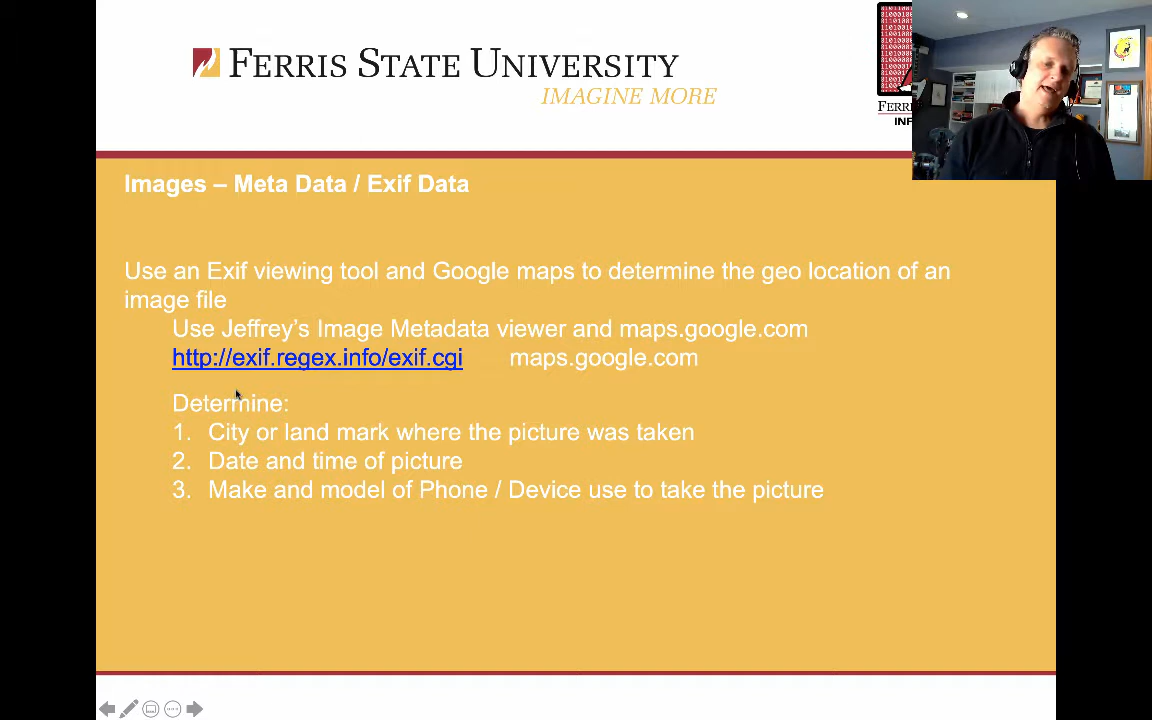 FERRIS STATE UNIVERSITY
IMAGINE MORE
FERRI
INF
Images – Meta Data / Exif Data
Use an Exif viewing tool and Google maps to determine the geo location of an
image file
Use Jeffrey's Image Metadata viewer and maps.google.com
http://exif.regex.info/exif.cgi maps.google.com
Determine:
1. City or land mark where the picture was taken
2. Date and time of picture
3. Make and model of Phone / Device use to take the picture